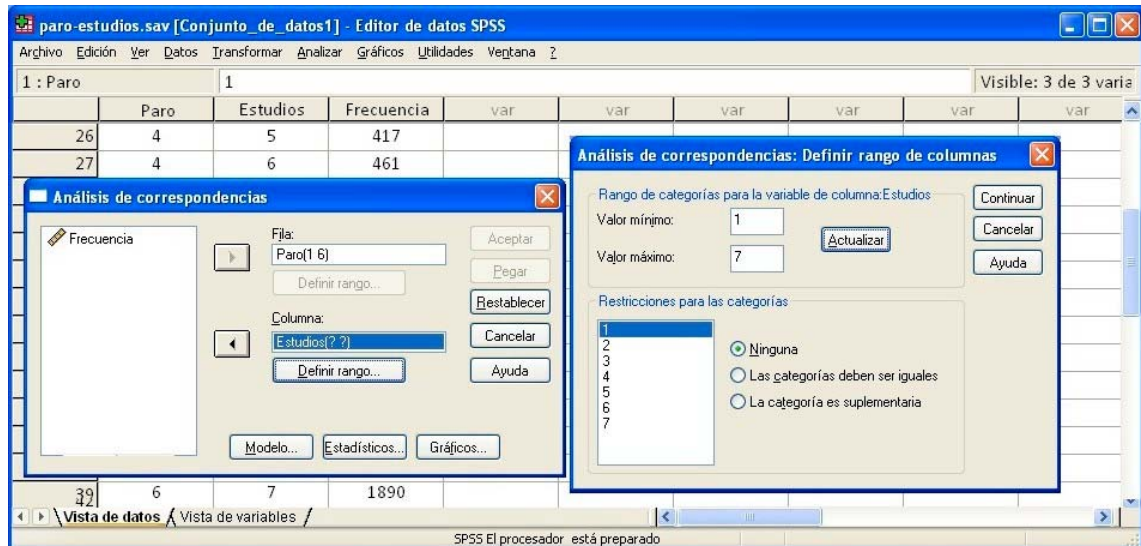 paro-estudios.sav [Conjunto_de_datos1] - Editor de datos SPSS
Archivo Edición Ver Datos Transformar Analizar Gráficos Utilidades Ventana ?
1 : Paro 1 Visible: 3 de 3 varia
Paro Estudios Frecuencia var var var var var var
26 4 5 417
27 4 6 461
Análisis de correspondencias
Frecuencia
Fila:
Paro(1 6)
Definir rango...
Columna:
Estudios(? ?)
Definir rango...
Aceptar
Pegar
Restablecer
Cancelar
Ayuda
Modelo... Estadísticos... Gráficos...
Análisis de correspondencias: Definir rango de columnas
Rango de categorías para la variable de columna:Estudios
Valor mínimo: 1
Valor máximo: 7
Actualizar
Continuar
Cancelar
Ayuda
Restricciones para las categorías
1
2
3
4
5
6
7
Ninguna
Las categorías deben ser iguales
La categoría es suplementaria
42 6 7 1890
Vista de datos Vista de variables
SPSS El procesador está preparado